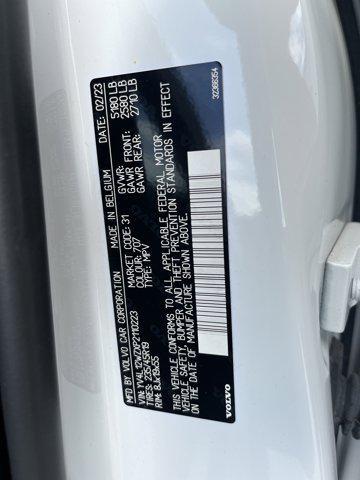 MFD. BY VOLVO CAR CORPORATION MADE IN BELGIUM DATE: 02/23
VIN: YV4L12WZXP2110223 MARKET CODE: 31 GVWR: 5180 LB
TIRES: 235/45R19 COLOUR: 707 GAWR FRONT: 2580 LB
RIM: 8Jx19x55 TYPE: MPV GAWR REAR: 2710 LB
THIS VEHICLE CONFORMS TO ALL APPLICABLE FEDERAL MOTOR
VEHICLE SAFETY, BUMPER AND THEFT PREVENTION STANDARDS IN EFFECT
ON THE DATE OF MANUFACTURE SHOWN ABOVE.
VOLVO 32366354